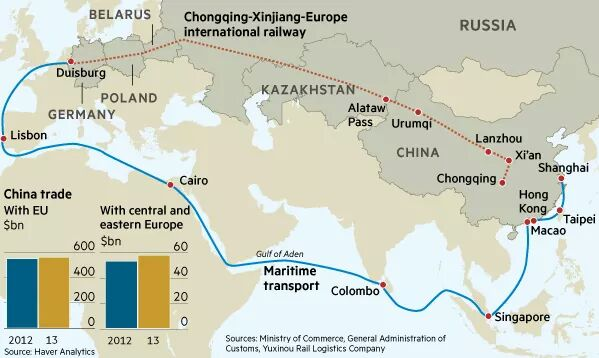 BELARUS
Chongqing-Xinjiang-Europe
international railway
RUSSIA
Duisburg
POLAND
GERMANY
KAZAKHSTAN
Alataw
Pass
Urumqi
Lanzhou
Xi'an
Lisbon
CHINA
Shanghai
Chongqing
Cairo
Hong
Kong
Taipei
Macao
China trade
With EU
$bn
600
400
200
0
2012
13
With central and
eastern Europe
$bn
60
40
20
0
2012
13
Gulf of Aden
Maritime
transport
Colombo
Singapore
Source: Haver Analytics
Sources: Ministry of Commerce, General Administration of
Customs, Yuxinou Rail Logistics Company